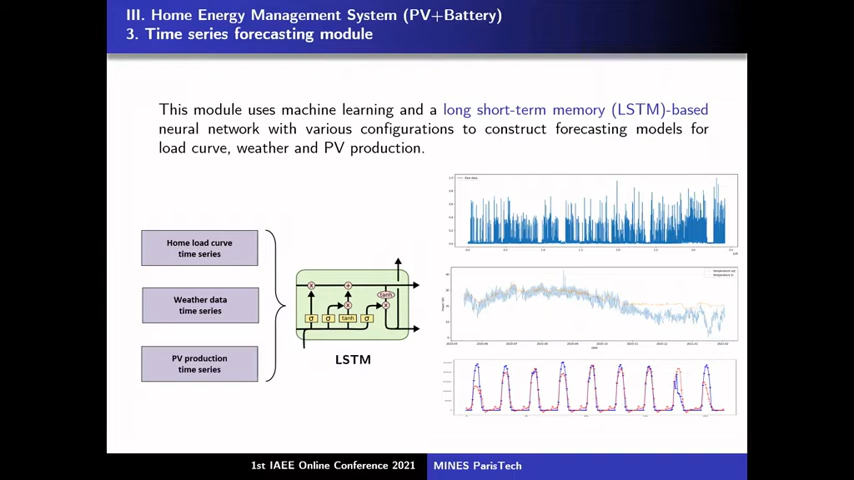 III. Home Energy Management System (PV+Battery)
3. Time series forecasting module
This module uses machine learning and a long short-term memory (LSTM)-based
neural network with various configurations to construct forecasting models for
load curve, weather and PV production.
Home load curve
time series
Weather data
time series
PV production
time series
σ σ tanh σ
tanh
LSTM
1st IAEE Online Conference 2021
MINES ParisTech